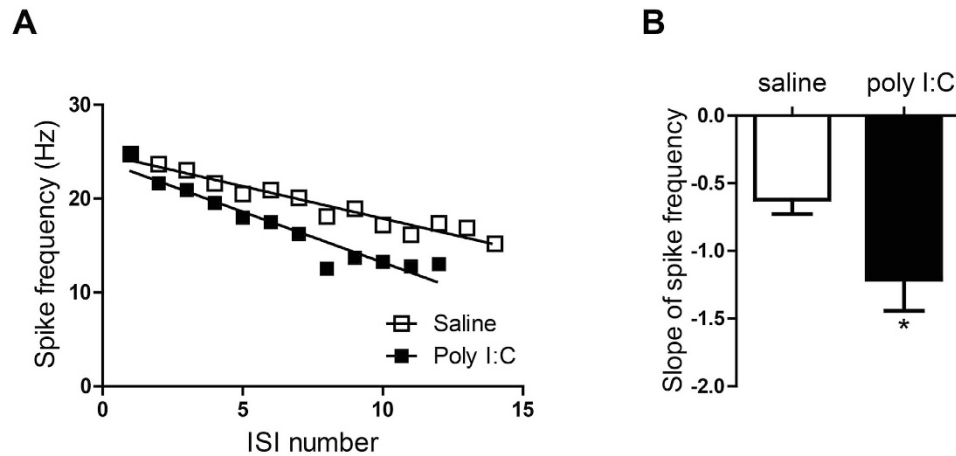 A
B
saline poly I:C
30
20
10
0
Spike frequency (Hz)
Saline
Poly I:C
0 5 10 15
ISI number
0.0
-0.5
-1.0
-1.5
-2.0
Slope of spike frequency
*